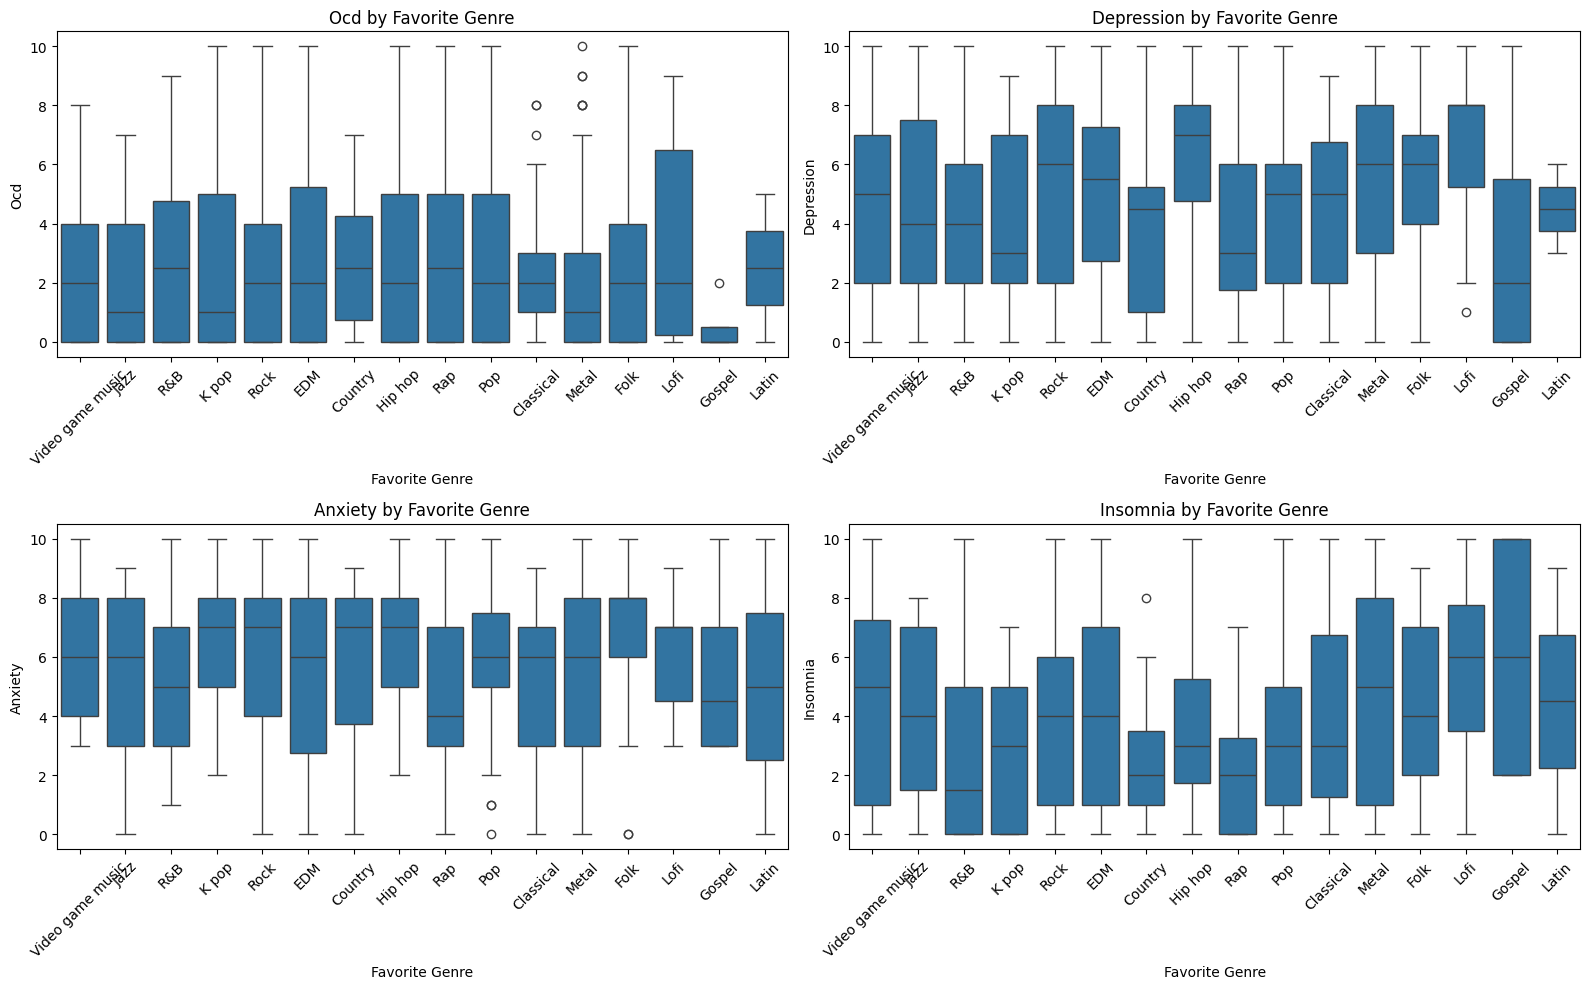 Ocd by Favorite Genre
Ocd
10
8
6
4
2
0
Video game music
Jazz
R&B
K pop
Rock
EDM
Country
Hip hop
Rap
Pop
Classical
Metal
Folk
Lofi
Gospel
Latin
Favorite Genre
Depression by Favorite Genre
Depression
10
8
6
4
2
0
Video game music
Jazz
R&B
K pop
Rock
EDM
Country
Hip hop
Rap
Pop
Classical
Metal
Folk
Lofi
Gospel
Latin
Favorite Genre
Anxiety by Favorite Genre
Anxiety
10
8
6
4
2
0
Video game music
Jazz
R&B
K pop
Rock
EDM
Country
Hip hop
Rap
Pop
Classical
Metal
Folk
Lofi
Gospel
Latin
Favorite Genre
Insomnia by Favorite Genre
Insomnia
10
8
6
4
2
0
Video game music
Jazz
R&B
K pop
Rock
EDM
Country
Hip hop
Rap
Pop
Classical
Metal
Folk
Lofi
Gospel
Latin
Favorite Genre